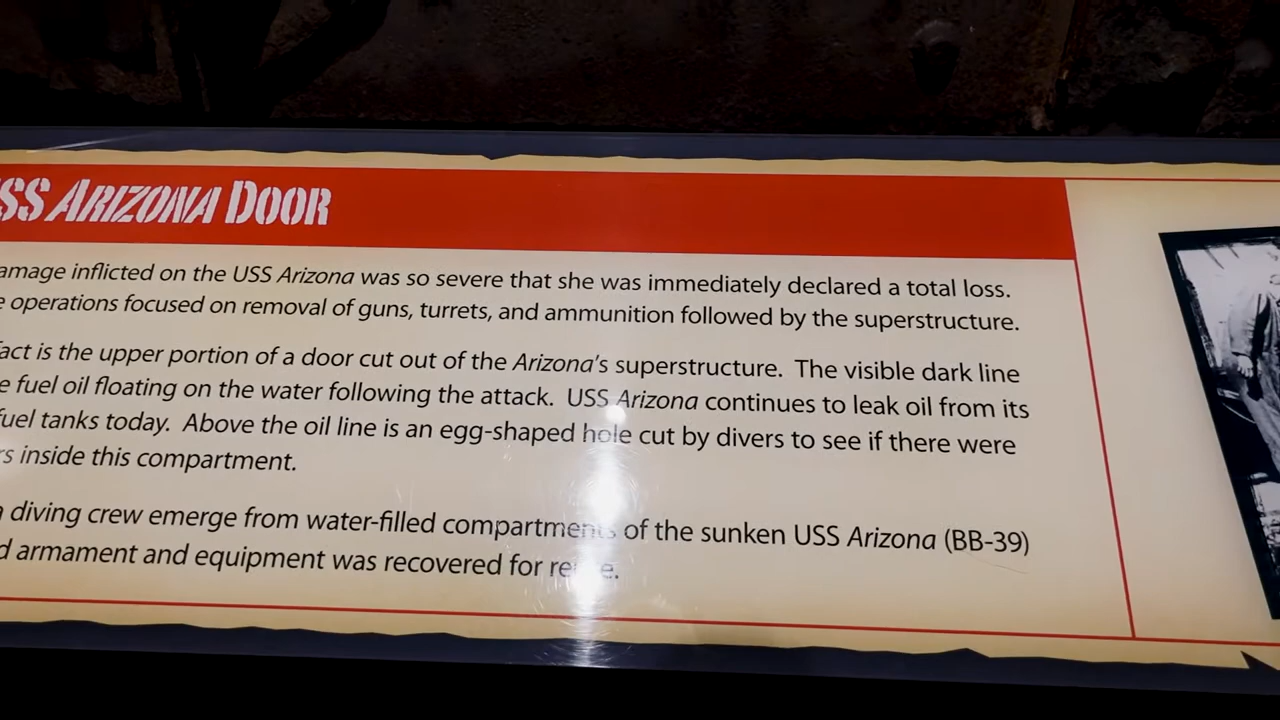 USS ARIZONA DOOR
amage inflicted on the USS Arizona was so severe that she was immediately declared a total loss.
e operations focused on removal of guns, turrets, and ammunition followed by the superstructure.
fact is the upper portion of a door cut out of the Arizona's superstructure. The visible dark line
e fuel oil floating on the water following the attack. USS Arizona continues to leak oil from its
fuel tanks today. Above the oil line is an egg-shaped hole cut by divers to see if there were
rs inside this compartment.
a diving crew emerge from water-filled compartments of the sunken USS Arizona (BB-39)
d armament and equipment was recovered for